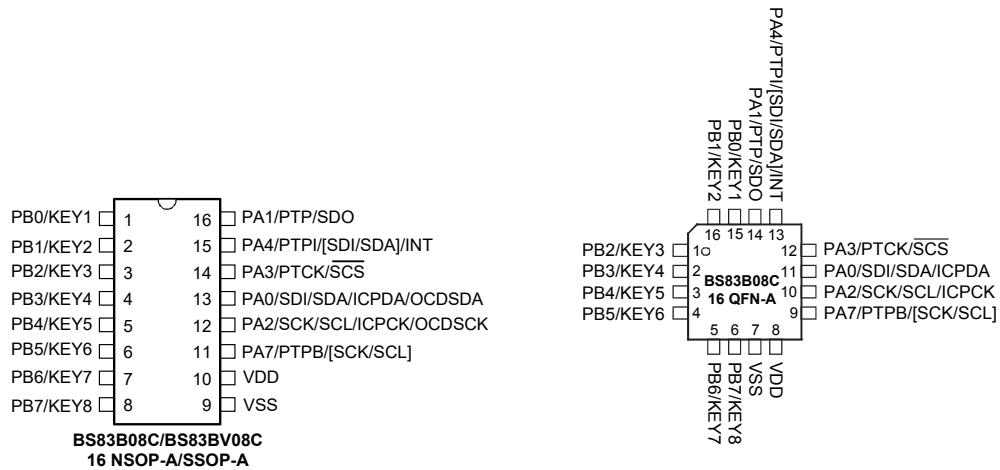 PB0/KEY1 1 16 PA1/PTP/SDO
PB1/KEY2 2 15 PA4/PTPI/[SDI/SDA]/INT
PB2/KEY3 3 14 PA3/PTCK/SCS
PB3/KEY4 4 13 PA0/SDI/SDA/ICPDA/OCDSDA
PB4/KEY5 5 12 PA2/SCK/SCL/ICPCK/OCDSCK
PB5/KEY6 6 11 PA7/PTPB/[SCK/SCL]
PB6/KEY7 7 10 VDD
PB7/KEY8 8 9 VSS
BS83B08C/BS83BV08C
16 NSOP-A/SSOP-A
PB1/KEY2
PB0/KEY1
PA1/PTP/SDO
PA4/PTPI/[SDI/SDA]/INT
16 15 14 13
PB2/KEY3 1 12 PA3/PTCK/SCS
PB3/KEY4 2 11 PA0/SDI/SDA/ICPDA
PB4/KEY5 3 10 PA2/SCK/SCL/ICPCK
PB5/KEY6 4 9 PA7/PTPB/[SCK/SCL]
BS83B08C
16 QFN-A
5 6 7 8
PB6/KEY7
PB7/KEY8
VSS
VDD